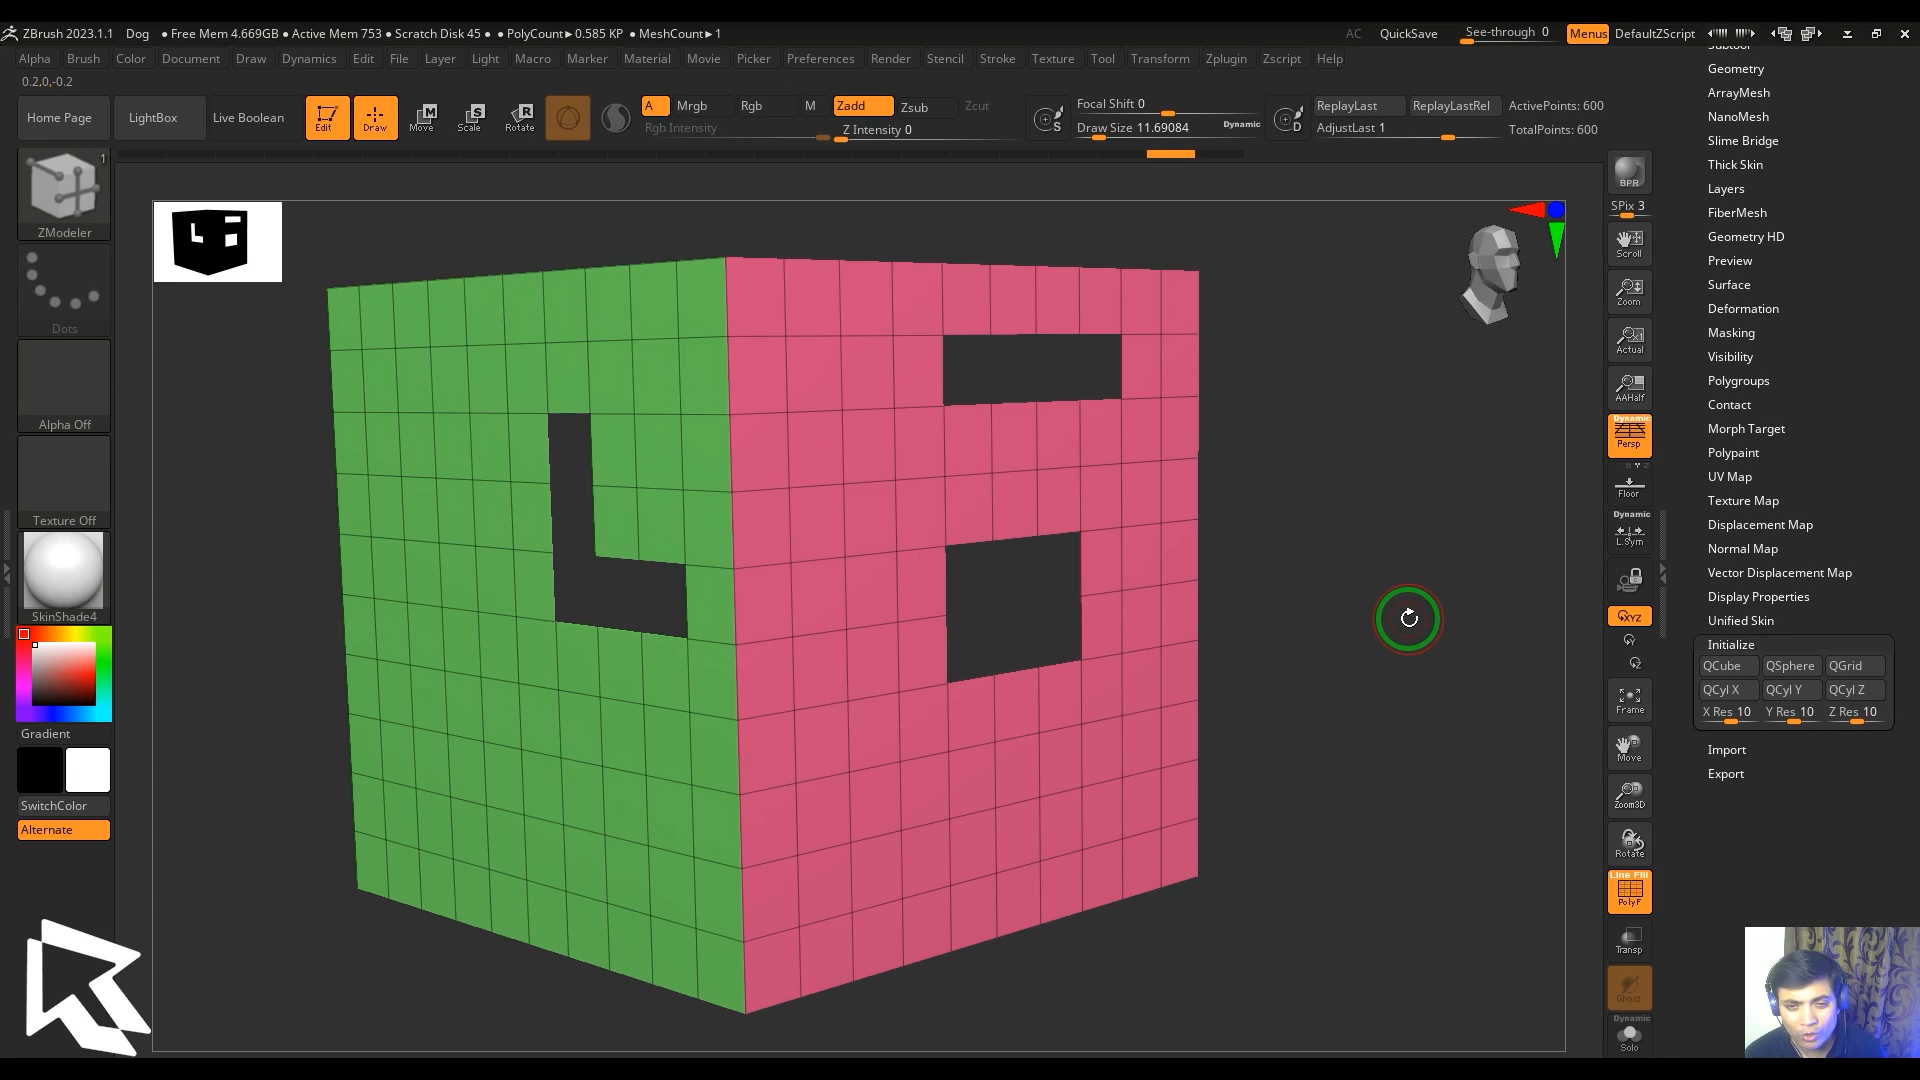 ZBrush 2023.1.1 Dog ● Free Mem 4.669GB ● Active Mem 753 ● Scratch Disk 45 ● ● PolyCount▸ 0.585 KP ● MeshCount▸ 1 AC QuickSave See-through 0 Menus DefaultZScript
Alpha Brush Color Document Draw Dynamics Edit File Layer Light Macro Marker Material Movie Picker Preferences Render Stencil Stroke Texture Tool Transform Zplugin Zscript Help
0.2,0,-0.2
Home Page LightBox Live Boolean Edit Draw Move Scale Rotate
A Mrgb Rgb M Zadd Zsub Zcut
Rgb Intensity Z Intensity 0
S Focal Shift 0
Draw Size 11.69084 Dynamic
D ReplayLast ReplayLastRel ActivePoints: 600
AdjustLast 1 TotalPoints: 600
1
ZModeler
Dots
Alpha Off
Texture Off
SkinShade4
Gradient
SwitchColor
Alternate
BPR
SPix 3
Scroll
Zoom
Actual
AAHalf
Dynamic
Persp
Floor
Dynamic
L.Sym
XYZ
Y
Z
Frame
Move
Zoom3D
Rotate
Line Fill
PolyF
Transp
Ghost
Dynamic
Solo
Subtool
Geometry
ArrayMesh
NanoMesh
Slime Bridge
Thick Skin
Layers
FiberMesh
Geometry HD
Preview
Surface
Deformation
Masking
Visibility
Polygroups
Contact
Morph Target
Polypaint
UV Map
Texture Map
Displacement Map
Normal Map
Vector Displacement Map
Display Properties
Unified Skin
Initialize
QCube QSphere QGrid
QCyl X QCyl Y QCyl Z
X Res 10 Y Res 10 Z Res 10
Import
Export